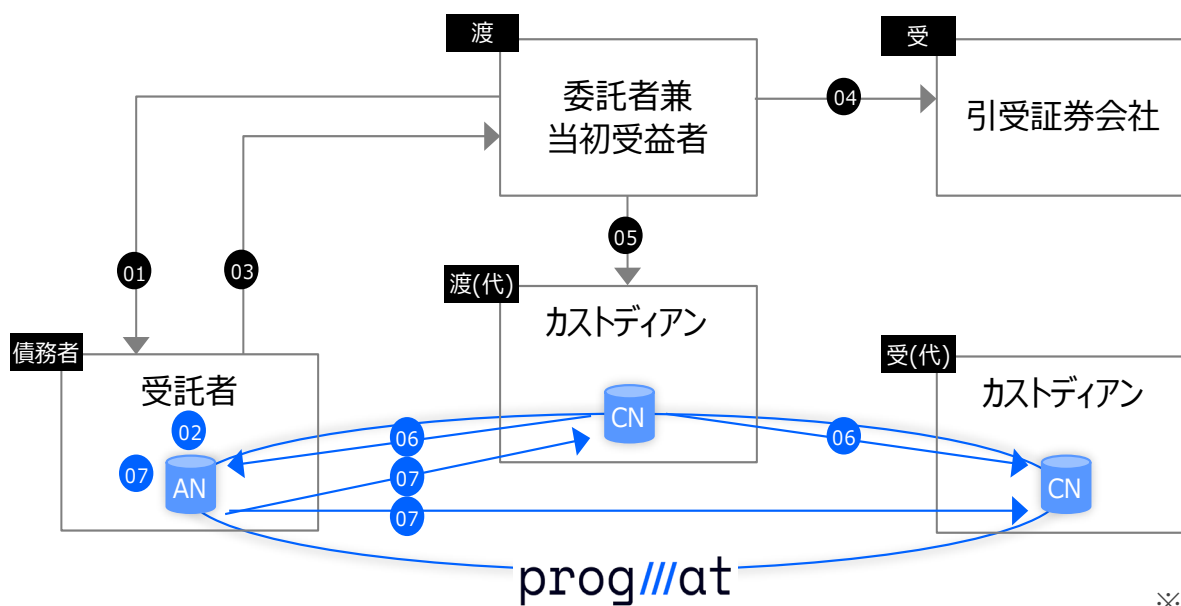 渡
委託者兼
当初受益者
受
引受証券会社
04
01
03
05
渡(代)
カストディアン
CN
債務者
受託者
02
07
AN
06
07
07
06
受(代)
カストディアン
CN
progmat
※